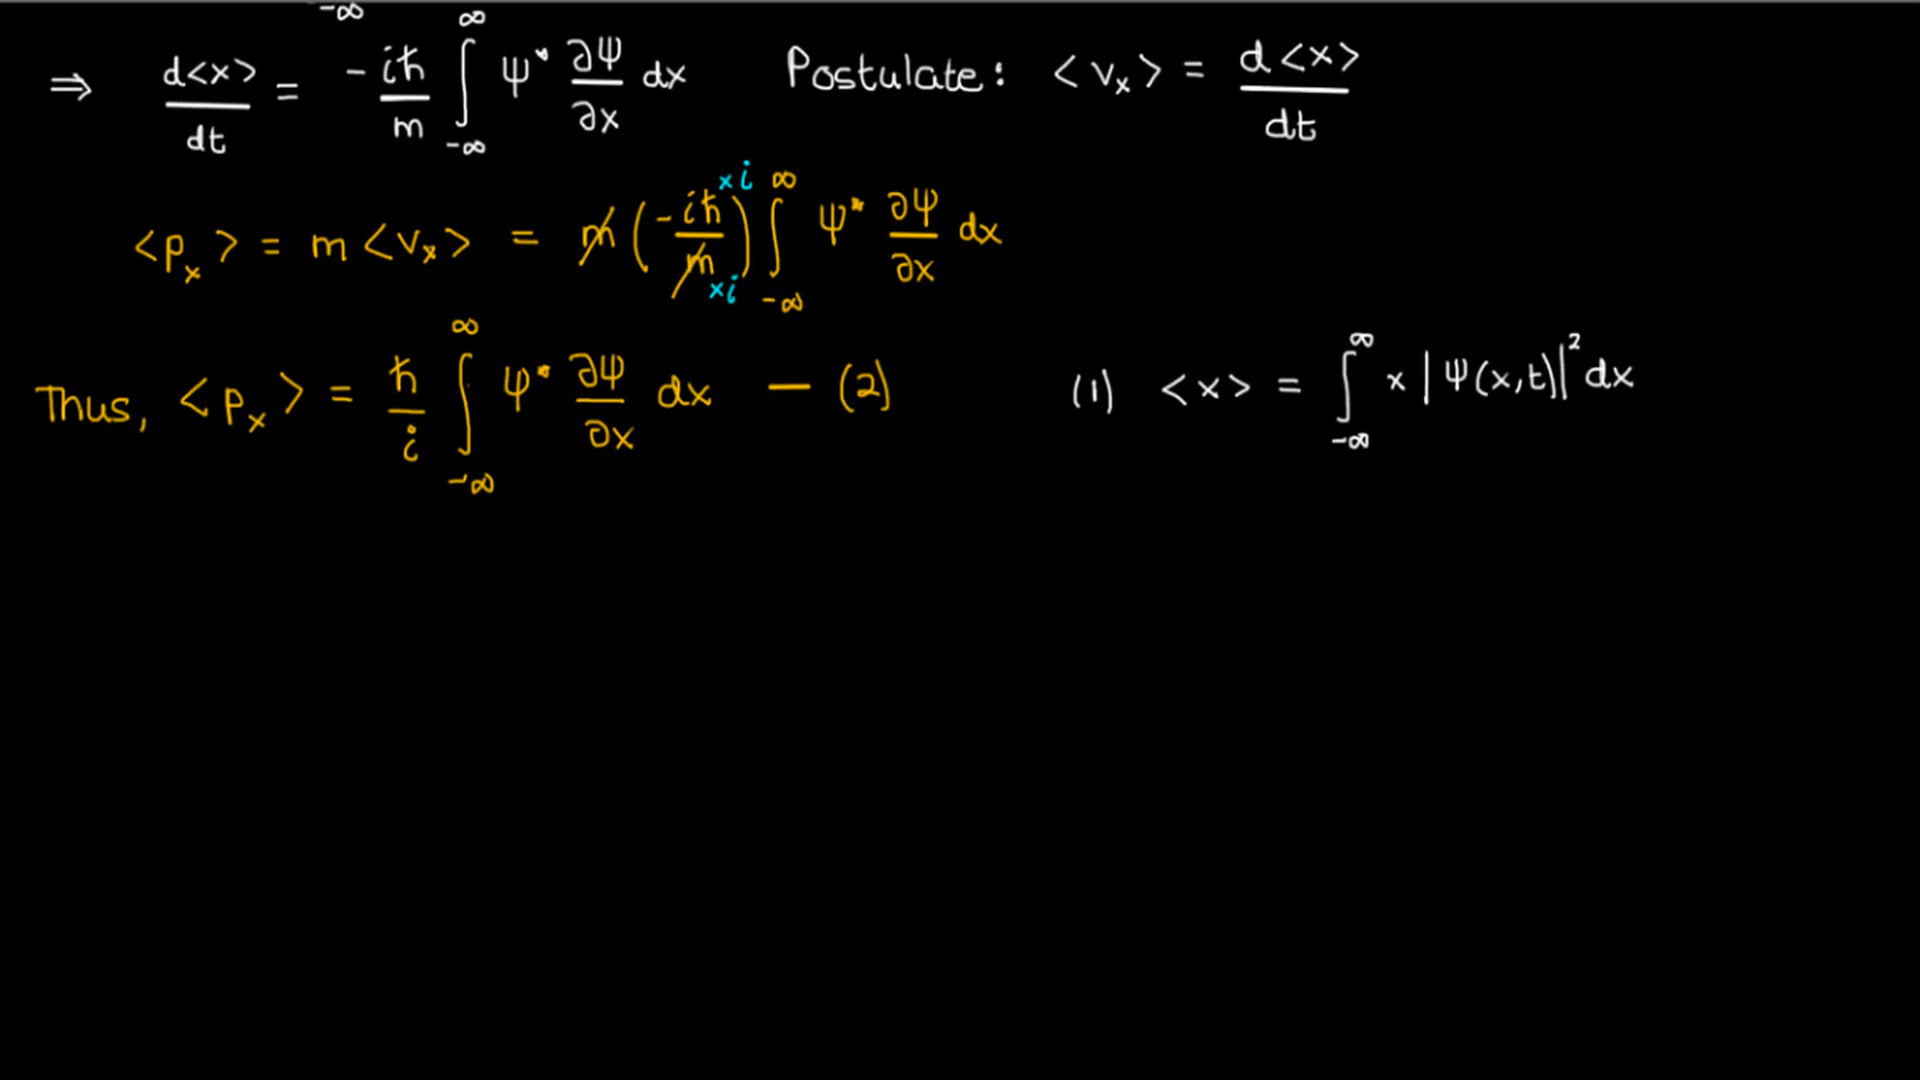 -∞
⇒ d<x>/dt = -iħ/m ∫_{-∞}^{∞} ψ* ∂ψ/∂x dx Postulate: <v_x> = d<x>/dt
<p_x> = m <v_x> = m (-iħ ×i / m ×i) ∫_{-∞}^{∞} ψ* ∂ψ/∂x dx
Thus, <p_x> = ħ/i ∫_{-∞}^{∞} ψ* ∂ψ/∂x dx — (2) (1) <x> = ∫_{-∞}^{∞} x |ψ(x,t)|² dx